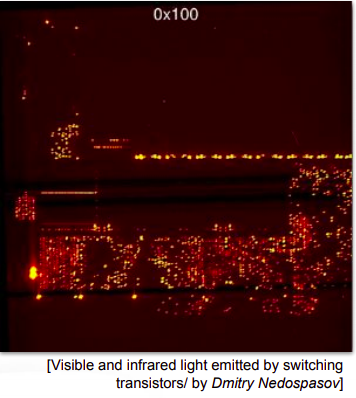 0x100
[Visible and infrared light emitted by switching
transistors/ by Dmitry Nedospasov]